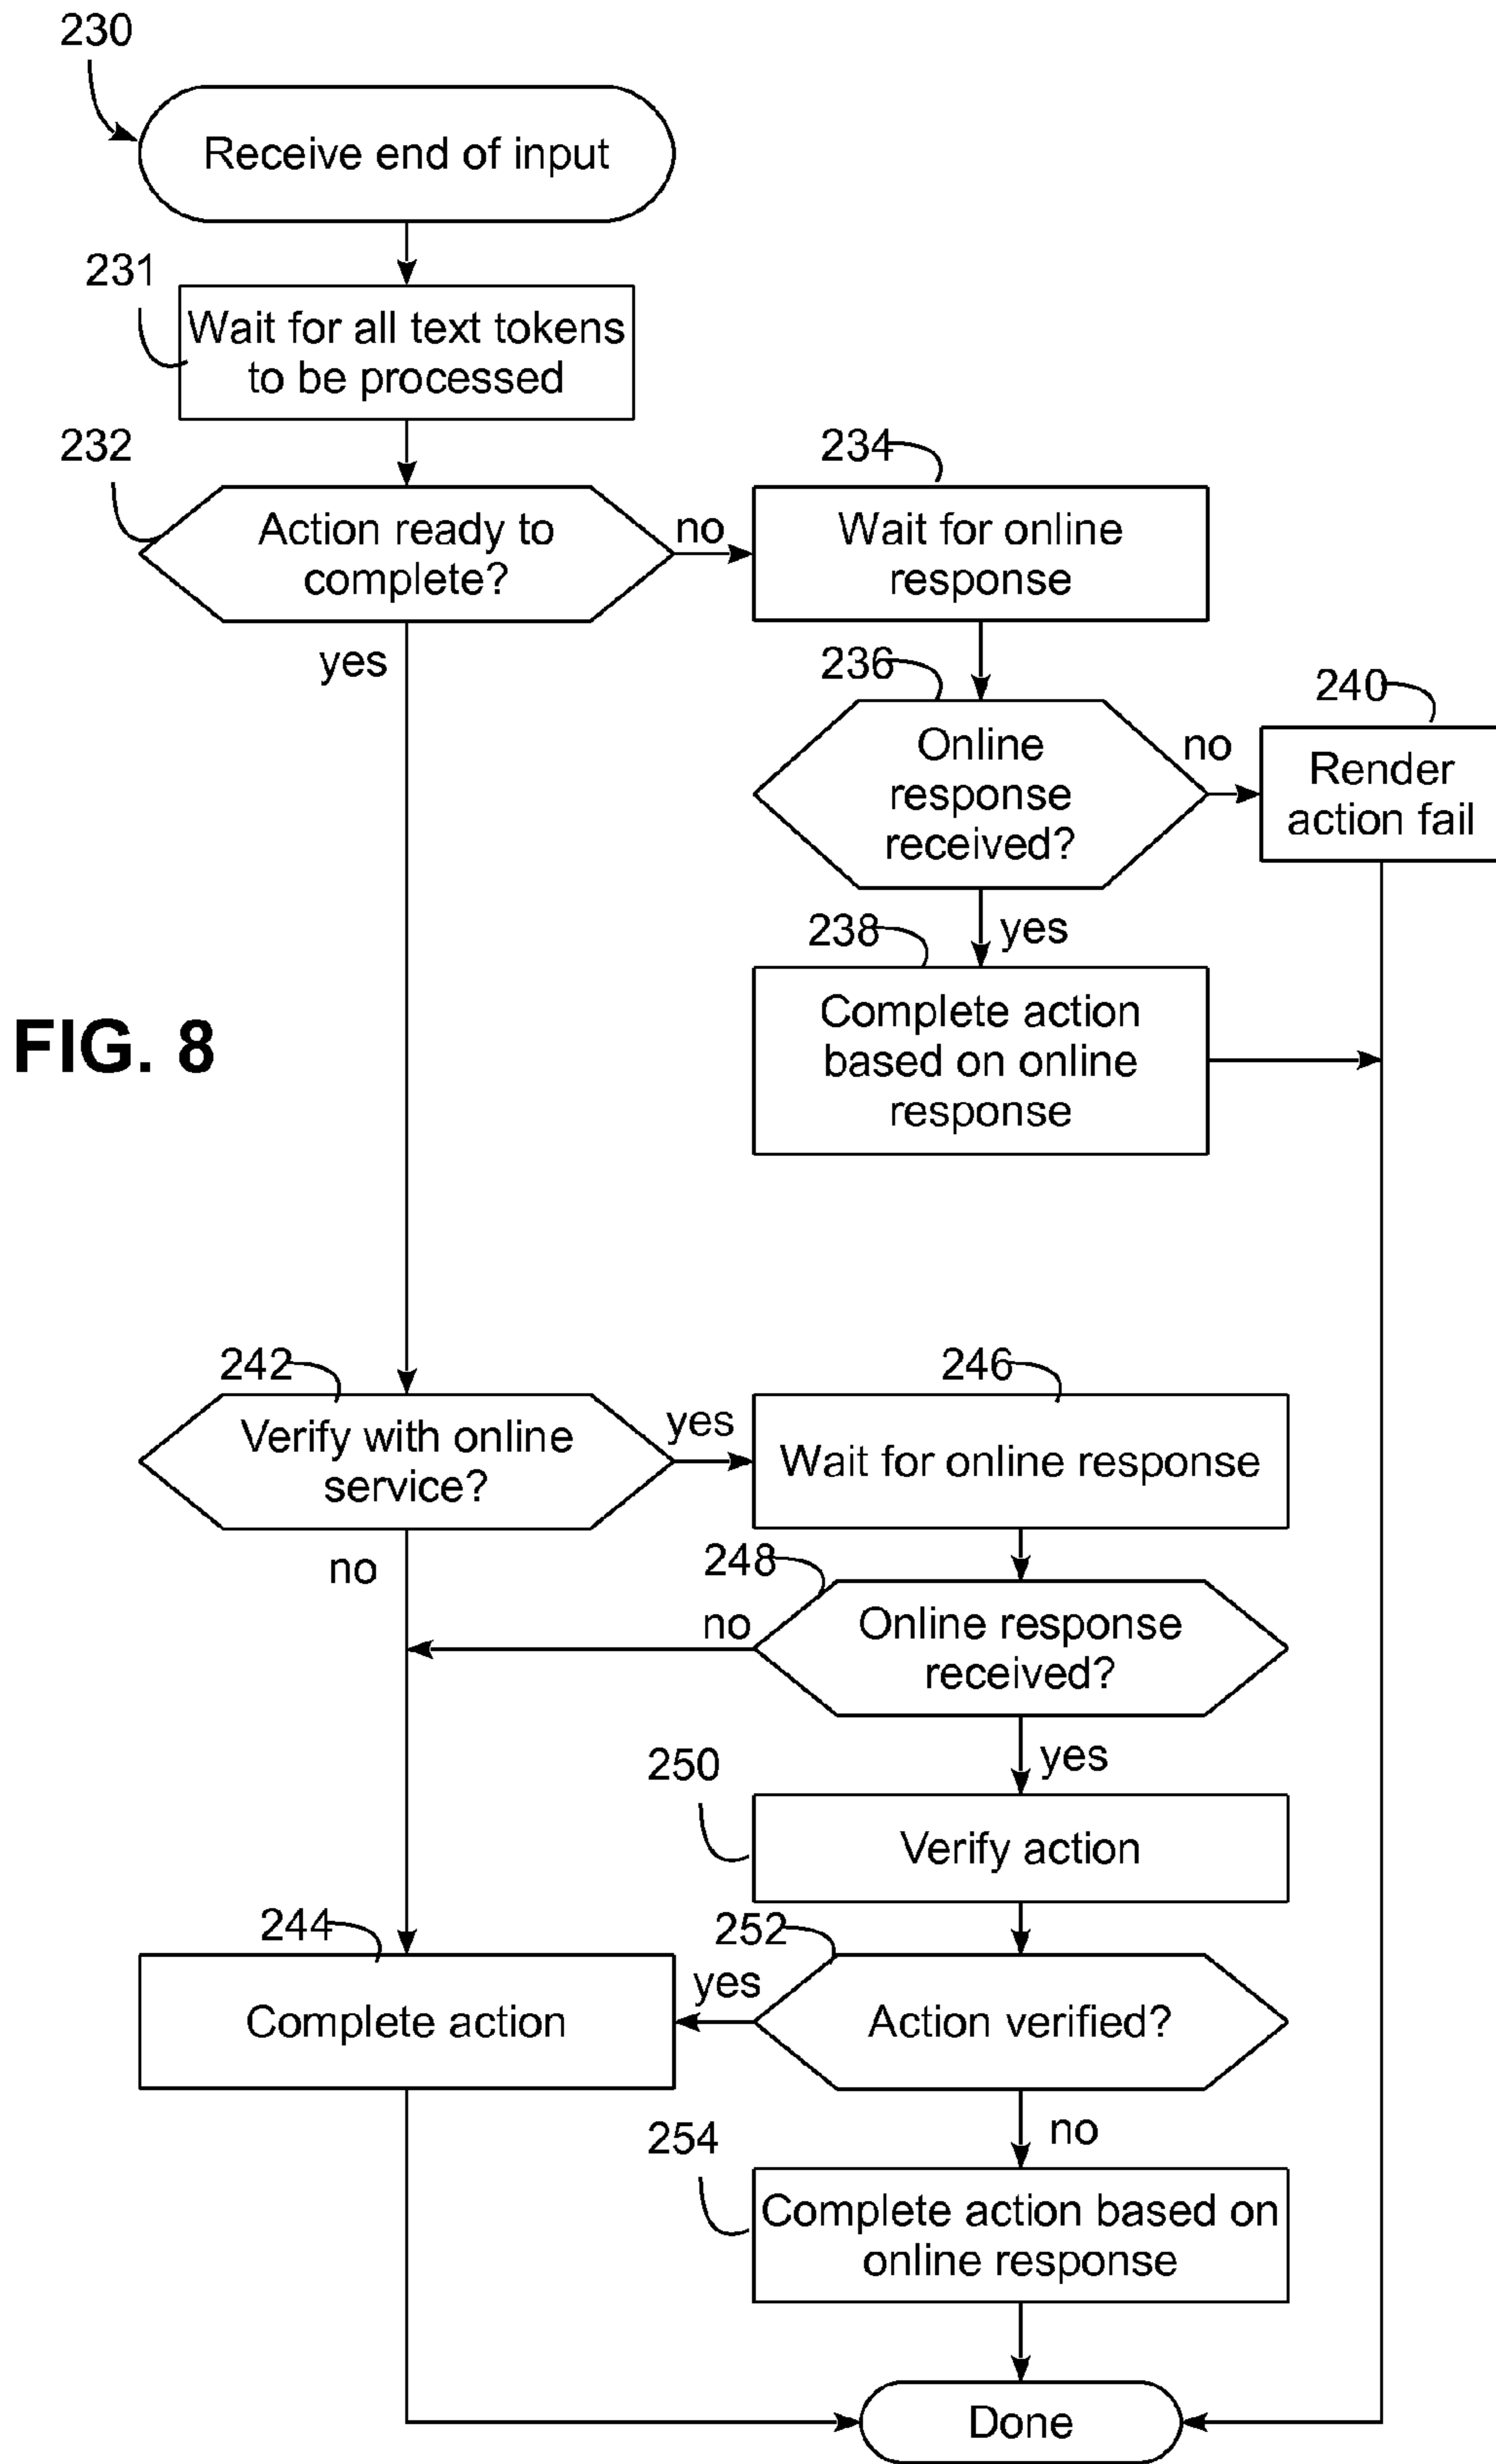 230
Receive end of input
231
Wait for all text tokens
to be processed
232
Action ready to
complete?
no
yes
234
Wait for online
response
236
Online
response
received?
no
240
Render
action fail
yes
238
Complete action
based on online
response
FIG. 8
242
Verify with online
service?
yes
no
246
Wait for online response
248
Online response
received?
no
yes
250
Verify action
244
Complete action
252
Action verified?
yes
no
254
Complete action based on
online response
Done